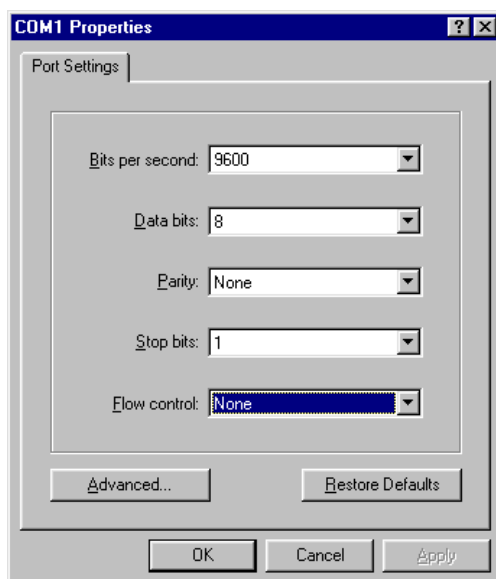 COM1 Properties
Port Settings
Bits per second: 9600
Data bits: 8
Parity: None
Stop bits: 1
Flow control: None
Advanced... Restore Defaults
OK Cancel Apply